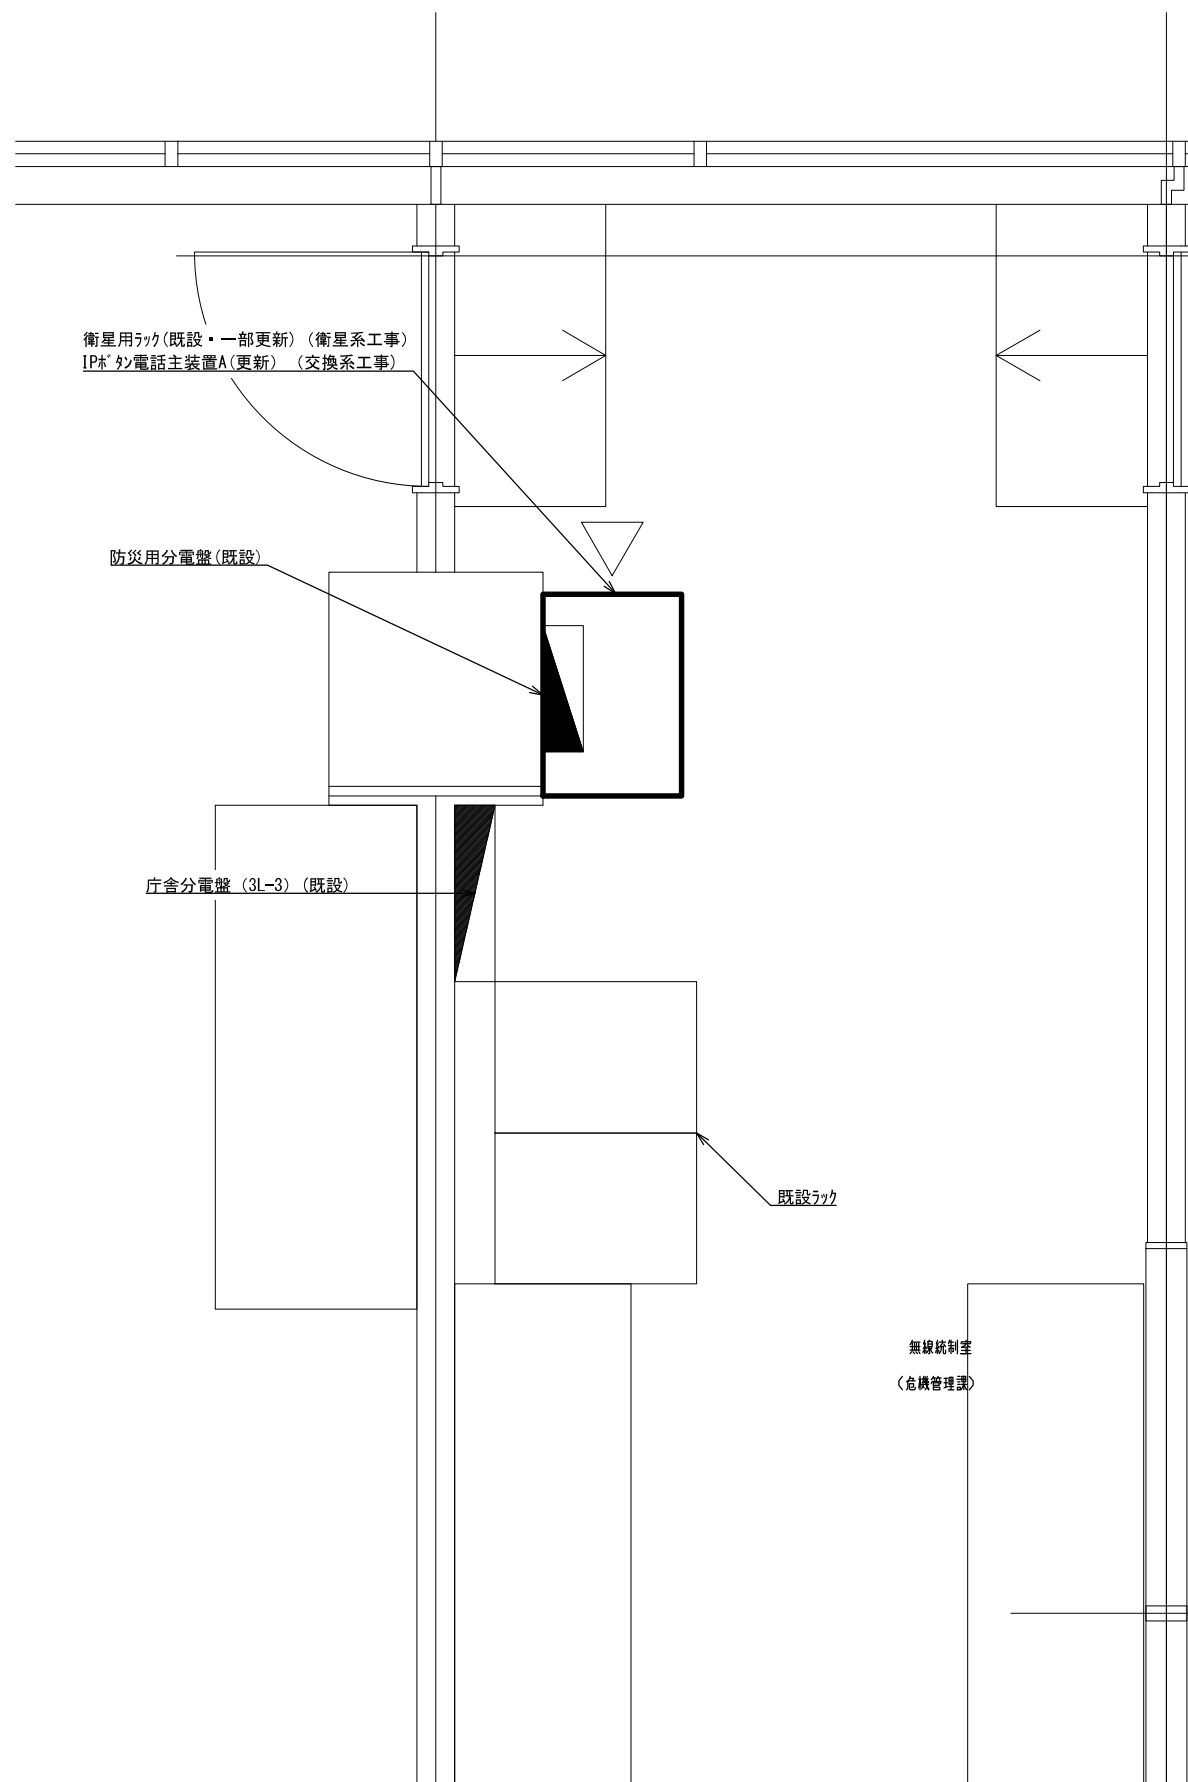 衛星用ﾗｯｸ(既設・一部更新) (衛星系工事)
IPﾎﾞﾀﾝ電話主装置A(更新) (交換系工事)
防災用分電盤(既設)
庁舎分電盤 (3L-3) (既設)
既設ﾗｯｸ
無線統制室
(危機管理課)